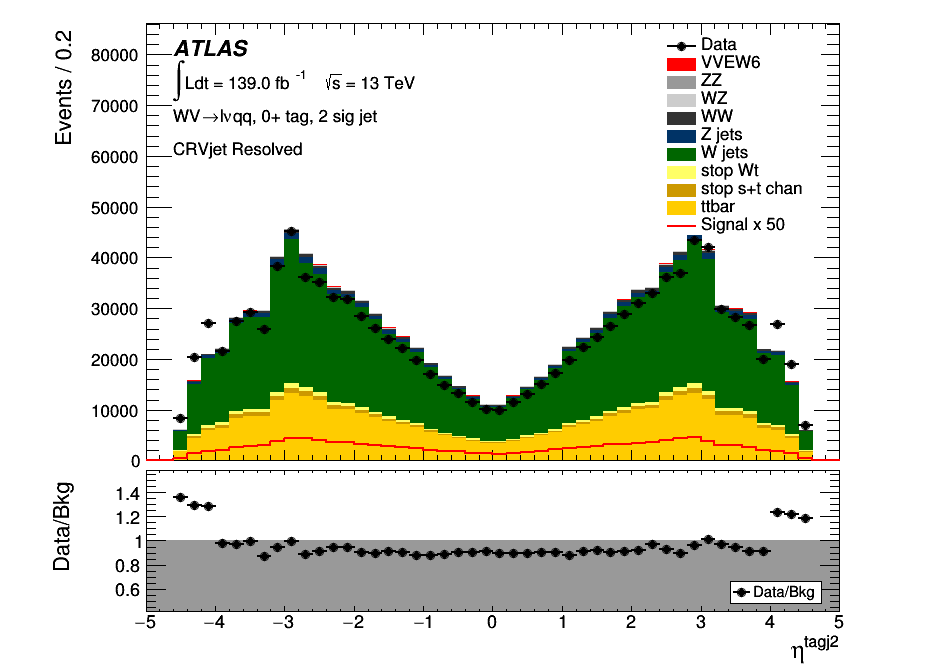 Events / 0.2
80000
70000
60000
50000
40000
30000
20000
10000
0
ATLAS
∫Ldt = 139.0 fb⁻¹ √s = 13 TeV
WV→lνqq, 0+ tag, 2 sig jet
CRVjet Resolved
Data
VVEW6
ZZ
WZ
WW
Z jets
W jets
stop Wt
stop s+t chan
ttbar
Signal x 50
Data/Bkg
1.4
1.2
1
0.8
0.6
Data/Bkg
−5 −4 −3 −2 −1 0 1 2 3 4 5
η^tagj2